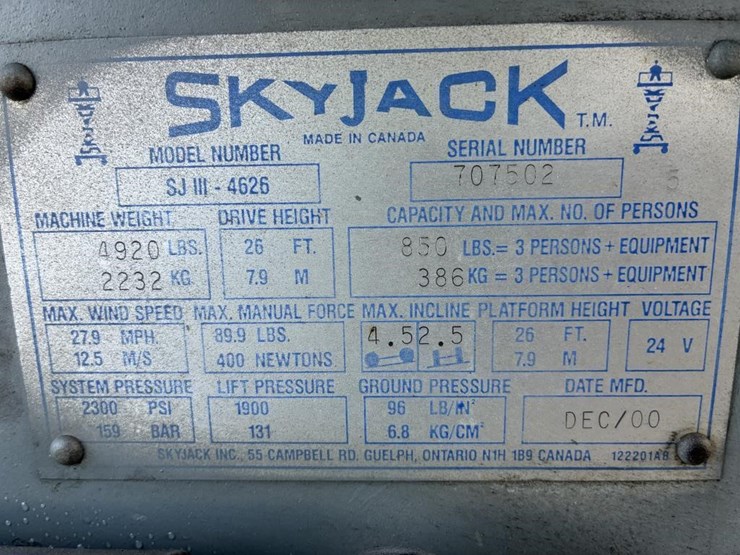 SKYJACK T.M.
MADE IN CANADA
MODEL NUMBER SERIAL NUMBER
SJ III - 4626 707502
MACHINE WEIGHT DRIVE HEIGHT CAPACITY AND MAX. NO. OF PERSONS
4920 LBS. 26 FT. 850 LBS. = 3 PERSONS + EQUIPMENT
2232 KG 7.9 M 386 KG = 3 PERSONS + EQUIPMENT
MAX. WIND SPEED MAX. MANUAL FORCE MAX. INCLINE PLATFORM HEIGHT VOLTAGE
27.9 MPH. 89.9 LBS. 4.5 2.5 26 FT. 24 V
12.5 M/S 400 NEWTONS 7.9 M
SYSTEM PRESSURE LIFT PRESSURE GROUND PRESSURE DATE MFD.
2300 PSI 1900 96 LB/IN² DEC/00
159 BAR 131 6.8 KG/CM²
SKYJACK INC., 55 CAMPBELL RD. GUELPH, ONTARIO N1H 1B9 CANADA 122201AB